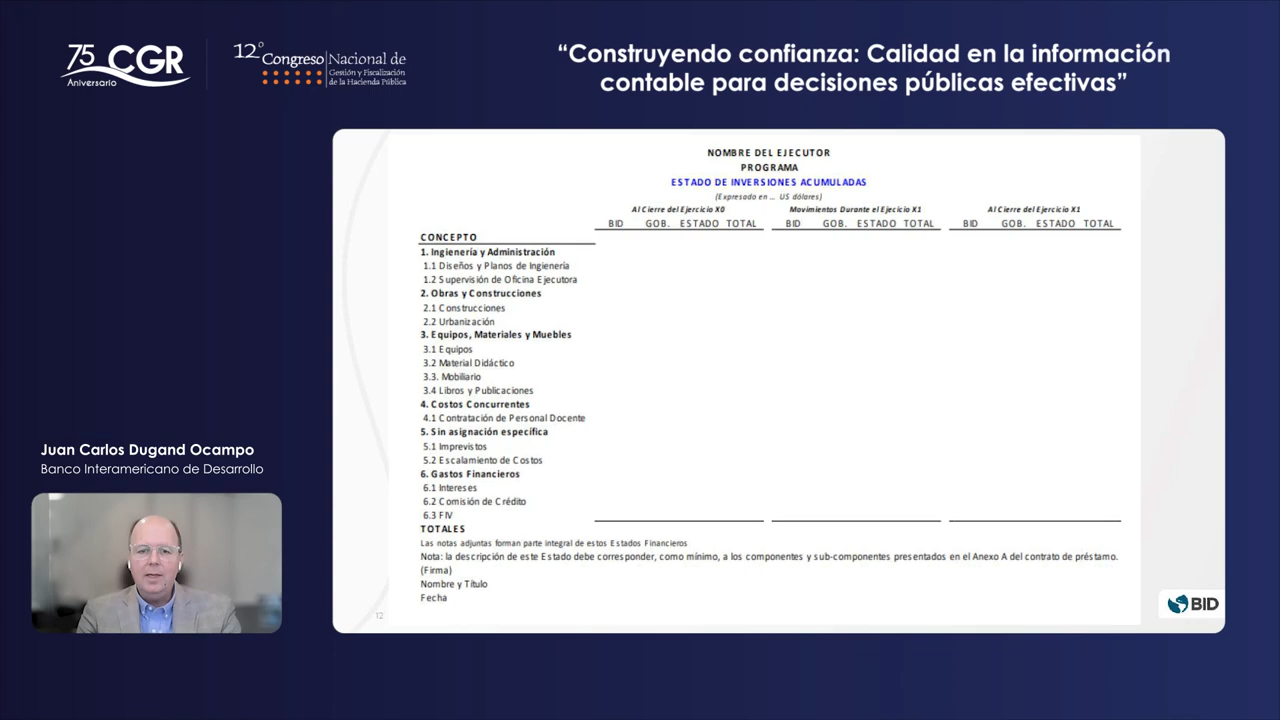 75 CGR
Aniversario
12° Congreso Nacional de
Gestión y Fiscalización
de la Hacienda Pública
“Construyendo confianza: Calidad en la información
contable para decisiones públicas efectivas”
NOMBRE DEL EJECUTOR
PROGRAMA
ESTADO DE INVERSIONES ACUMULADAS
(Expresado en ... US dólares)
Al Cierre del Ejercicio X0 Movimientos Durante el Ejercicio X1 Al Cierre del Ejercicio X1
BID GOB. ESTADO TOTAL BID GOB. ESTADO TOTAL BID GOB. ESTADO TOTAL
CONCEPTO
1. Ingienería y Administración
1.1 Diseños y Planos de Ingienería
1.2 Supervisión de Oficina Ejecutora
2. Obras y Construcciones
2.1 Construcciones
2.2 Urbanización
3. Equipos, Materiales y Muebles
3.1 Equipos
3.2 Material Didáctico
3.3. Mobiliario
3.4 Libros y Publicaciones
4. Costos Concurrentes
4.1 Contratación de Personal Docente
5. Sin asignación específica
5.1 Imprevistos
5.2 Escalamiento de Costos
6. Gastos Financieros
6.1 Intereses
6.2 Comisión de Crédito
6.3 FIV
TOTALES
Las notas adjuntas forman parte integral de estos Estados Financieros
Nota: la descripción de este Estado debe corresponder, como mínimo, a los componentes y sub-componentes presentados en el Anexo A del contrato de préstamo.
(Firma)
Nombre y Título
Fecha
12
BID
Juan Carlos Dugand Ocampo
Banco Interamericano de Desarrollo